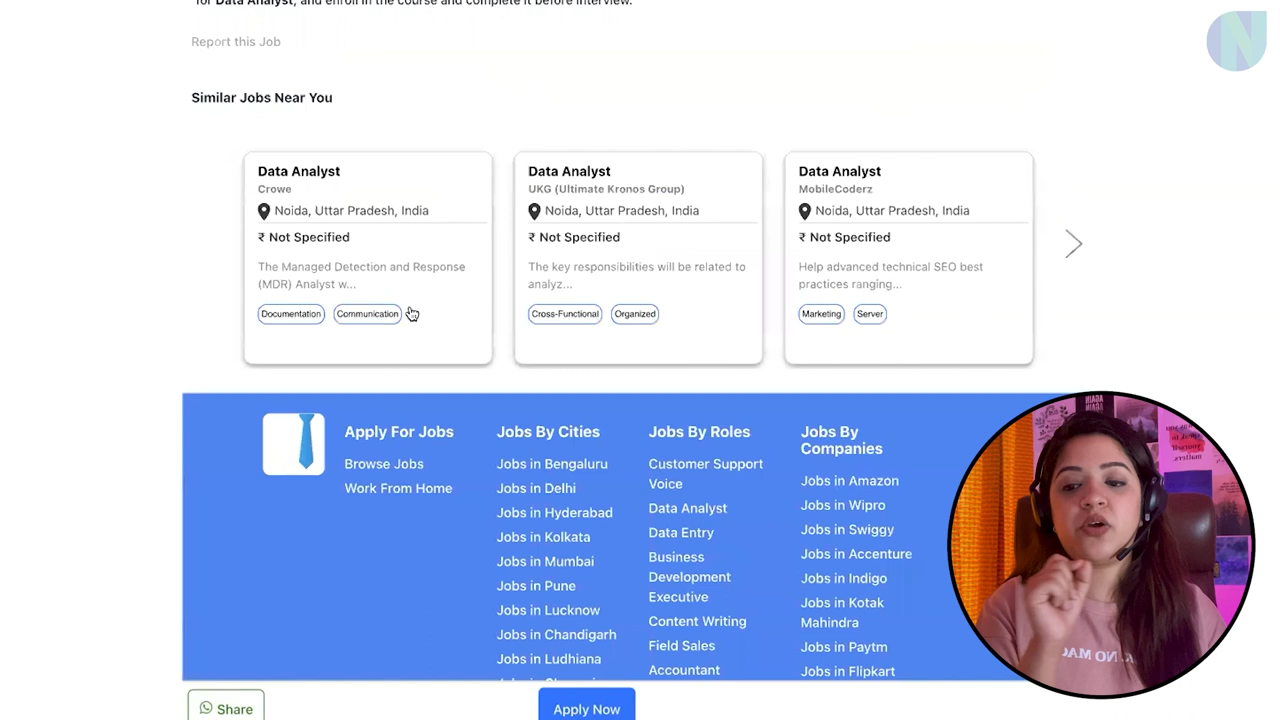 for Data Analyst, and enroll in the course and complete it before interview.
Report this Job
Similar Jobs Near You
Data Analyst
Crowe
Noida, Uttar Pradesh, India
₹ Not Specified
The Managed Detection and Response
(MDR) Analyst w...
Documentation
Communication
Data Analyst
UKG (Ultimate Kronos Group)
Noida, Uttar Pradesh, India
₹ Not Specified
The key responsibilities will be related to
analyz...
Cross-Functional
Organized
Data Analyst
MobileCoderz
Noida, Uttar Pradesh, India
₹ Not Specified
Help advanced technical SEO best
practices ranging...
Marketing
Server
Apply For Jobs
Browse Jobs
Work From Home
Jobs By Cities
Jobs in Bengaluru
Jobs in Delhi
Jobs in Hyderabad
Jobs in Kolkata
Jobs in Mumbai
Jobs in Pune
Jobs in Lucknow
Jobs in Chandigarh
Jobs in Ludhiana
Jobs By Roles
Customer Support
Voice
Data Analyst
Data Entry
Business
Development
Executive
Content Writing
Field Sales
Accountant
Jobs By
Companies
Jobs in Amazon
Jobs in Wipro
Jobs in Swiggy
Jobs in Accenture
Jobs in Indigo
Jobs in Kotak
Mahindra
Jobs in Paytm
Jobs in Flipkart
Share
Apply Now
N